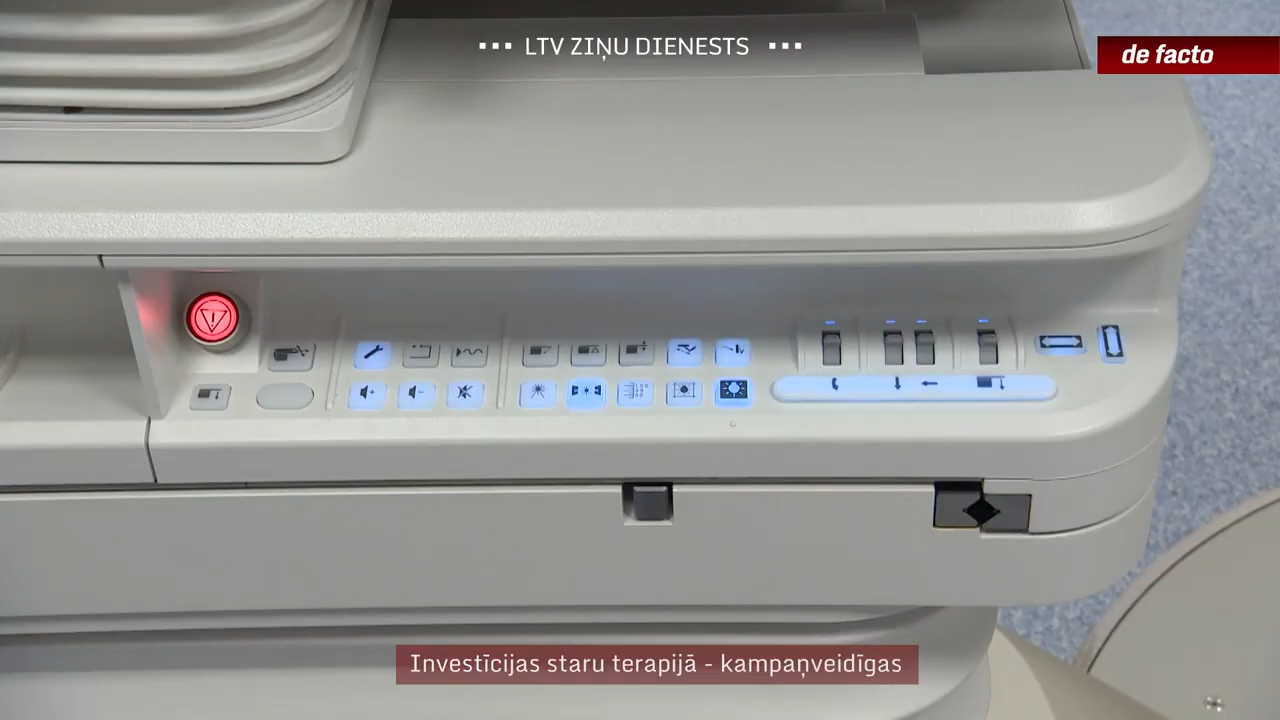 LTV ZIŅU DIENESTS
de facto
Investīcijas staru terapijā - kampaņveidīgas